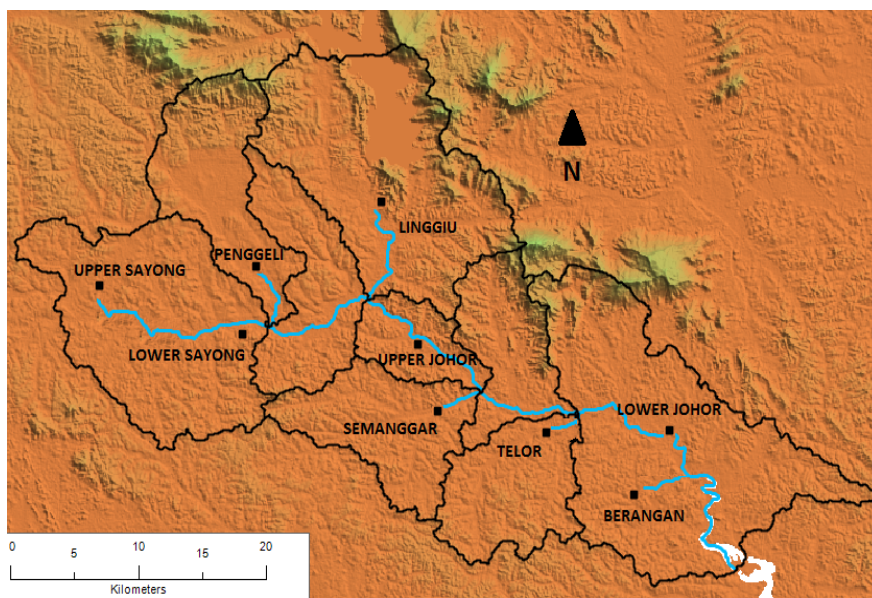 N
LINGGIU
PENGGELI
UPPER SAYONG
LOWER SAYONG
UPPER JOHOR
SEMANGGAR
LOWER JOHOR
TELOR
BERANGAN
0 5 10 15 20
Kilometers